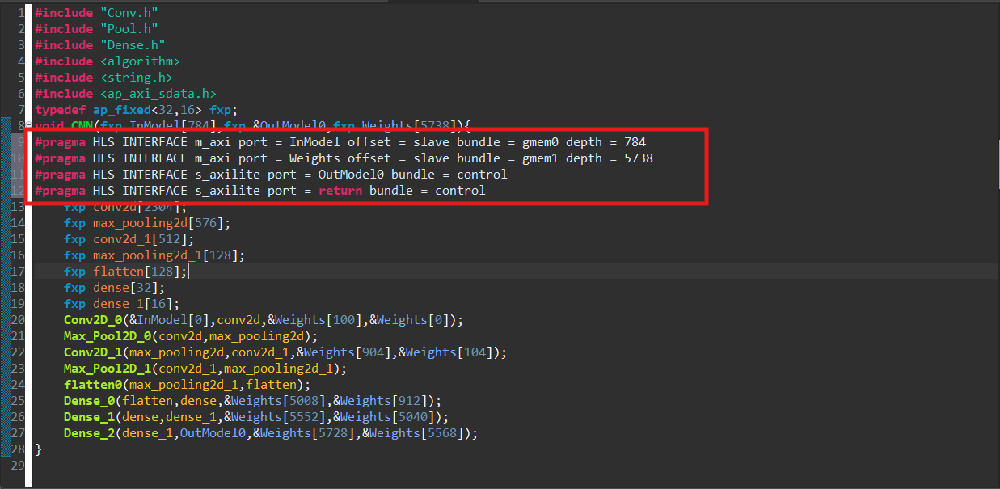 1 #include "Conv.h"
2 #include "Pool.h"
3 #include "Dense.h"
4 #include <algorithm>
5 #include <string.h>
6 #include <ap_axi_sdata.h>
7 typedef ap_fixed<32,16> fxp;
8 void CNN(fxp InModel[784],fxp &OutModel0,fxp Weights[5738]){
9 #pragma HLS INTERFACE m_axi port = InModel offset = slave bundle = gmem0 depth = 784
10 #pragma HLS INTERFACE m_axi port = Weights offset = slave bundle = gmem1 depth = 5738
11 #pragma HLS INTERFACE s_axilite port = OutModel0 bundle = control
12 #pragma HLS INTERFACE s_axilite port = return bundle = control
13 fxp conv2d[2304];
14 fxp max_pooling2d[576];
15 fxp conv2d_1[512];
16 fxp max_pooling2d_1[128];
17 fxp flatten[128];
18 fxp dense[32];
19 fxp dense_1[16];
20 Conv2D_0(&InModel[0],conv2d,&Weights[100],&Weights[0]);
21 Max_Pool2D_0(conv2d,max_pooling2d);
22 Conv2D_1(max_pooling2d,conv2d_1,&Weights[904],&Weights[104]);
23 Max_Pool2D_1(conv2d_1,max_pooling2d_1);
24 flatten0(max_pooling2d_1,flatten);
25 Dense_0(flatten,dense,&Weights[5008],&Weights[912]);
26 Dense_1(dense,dense_1,&Weights[5552],&Weights[5040]);
27 Dense_2(dense_1,OutModel0,&Weights[5728],&Weights[5568]);
28 }
29